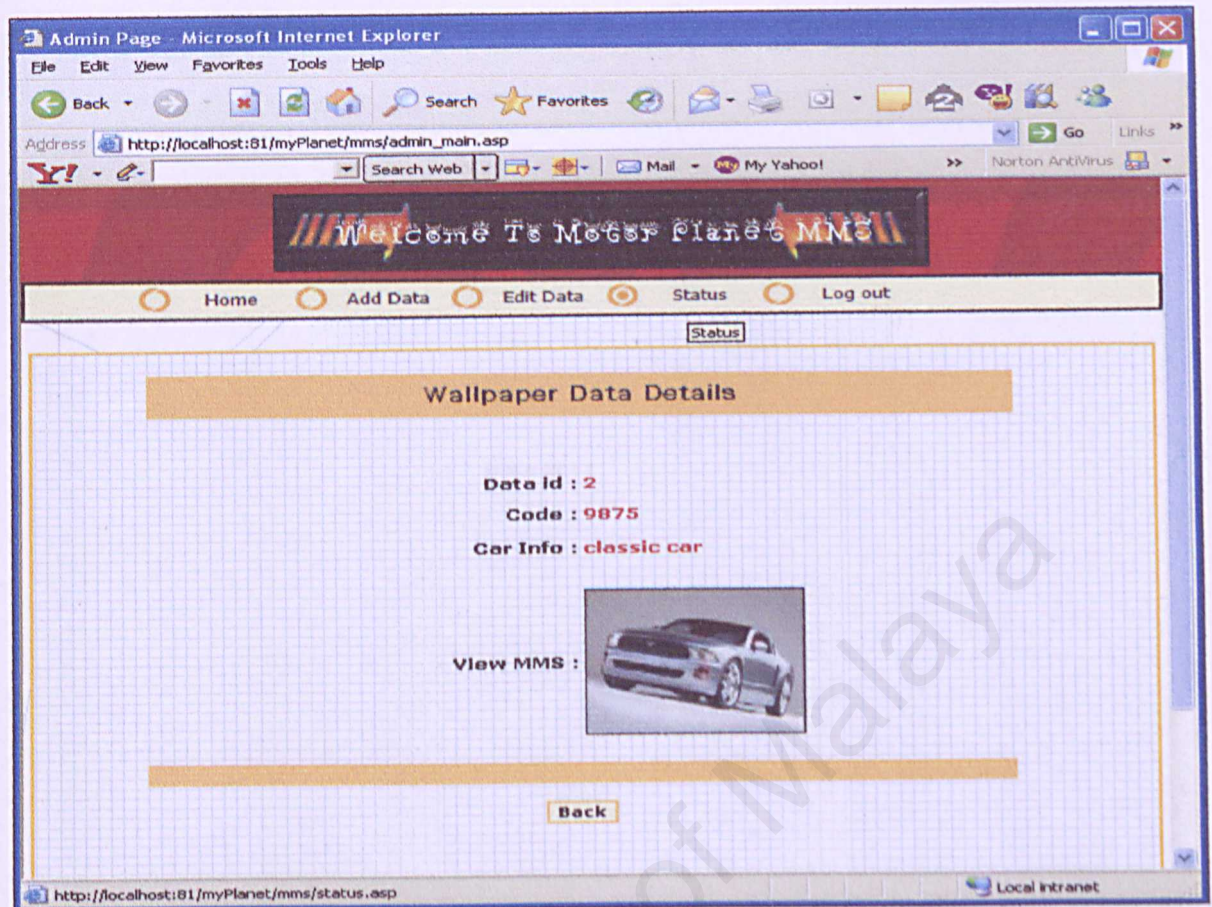 Admin Page - Microsoft Internet Explorer
File Edit View Favorites Tools Help
Back Search Favorites
Address http://localhost:81/myPlanet/mms/admin_main.asp Go Links »
Y! Search Web Mail My Yahoo! >> Norton AntiVirus
Welcome To Motor Planet MMS
Home Add Data Edit Data Status Log out
Status
Wallpaper Data Details
Data id : 2
Code : 9875
Car Info : classic car
View MMS :
Back
http://localhost:81/myPlanet/mms/status.asp Local intranet
of Malaya